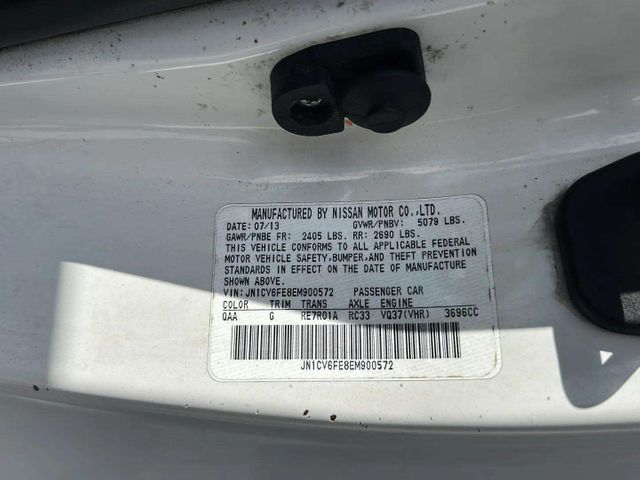 MANUFACTURED BY NISSAN MOTOR CO.,LTD.
DATE: 07/13 GVWR/PNBV: 5079 LBS.
GAWR/PNBE FR: 2405 LBS. RR: 2690 LBS.
THIS VEHICLE CONFORMS TO ALL APPLICABLE FEDERAL
MOTOR VEHICLE SAFETY,BUMPER,AND THEFT PREVENTION
STANDARDS IN EFFECT ON THE DATE OF MANUFACTURE
SHOWN ABOVE.
VIN: JN1CV6FE8EM900572 PASSENGER CAR
COLOR TRIM TRANS AXLE ENGINE
QAA G RE7R01A RC33 VQ37(VHR) 3696CC
JN1CV6FE8EM900572